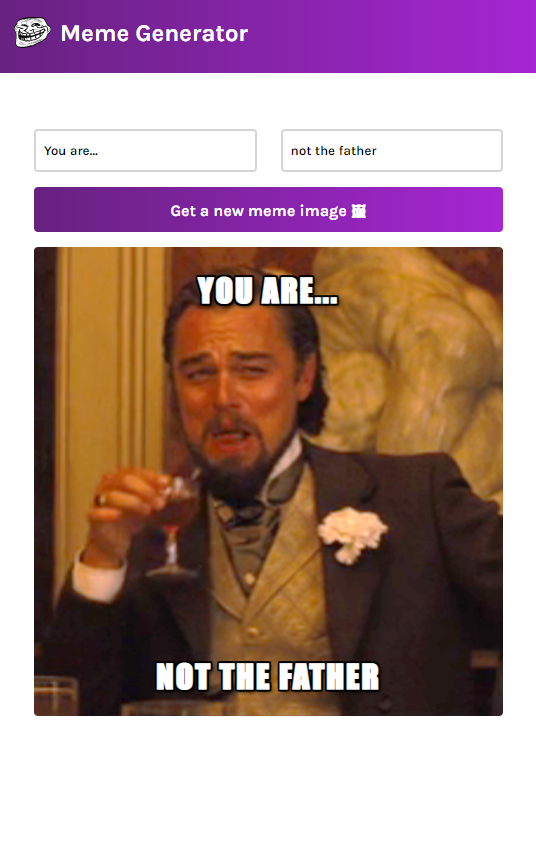 Meme Generator
You are...
not the father
Get a new meme image 🖼
YOU ARE...
NOT THE FATHER